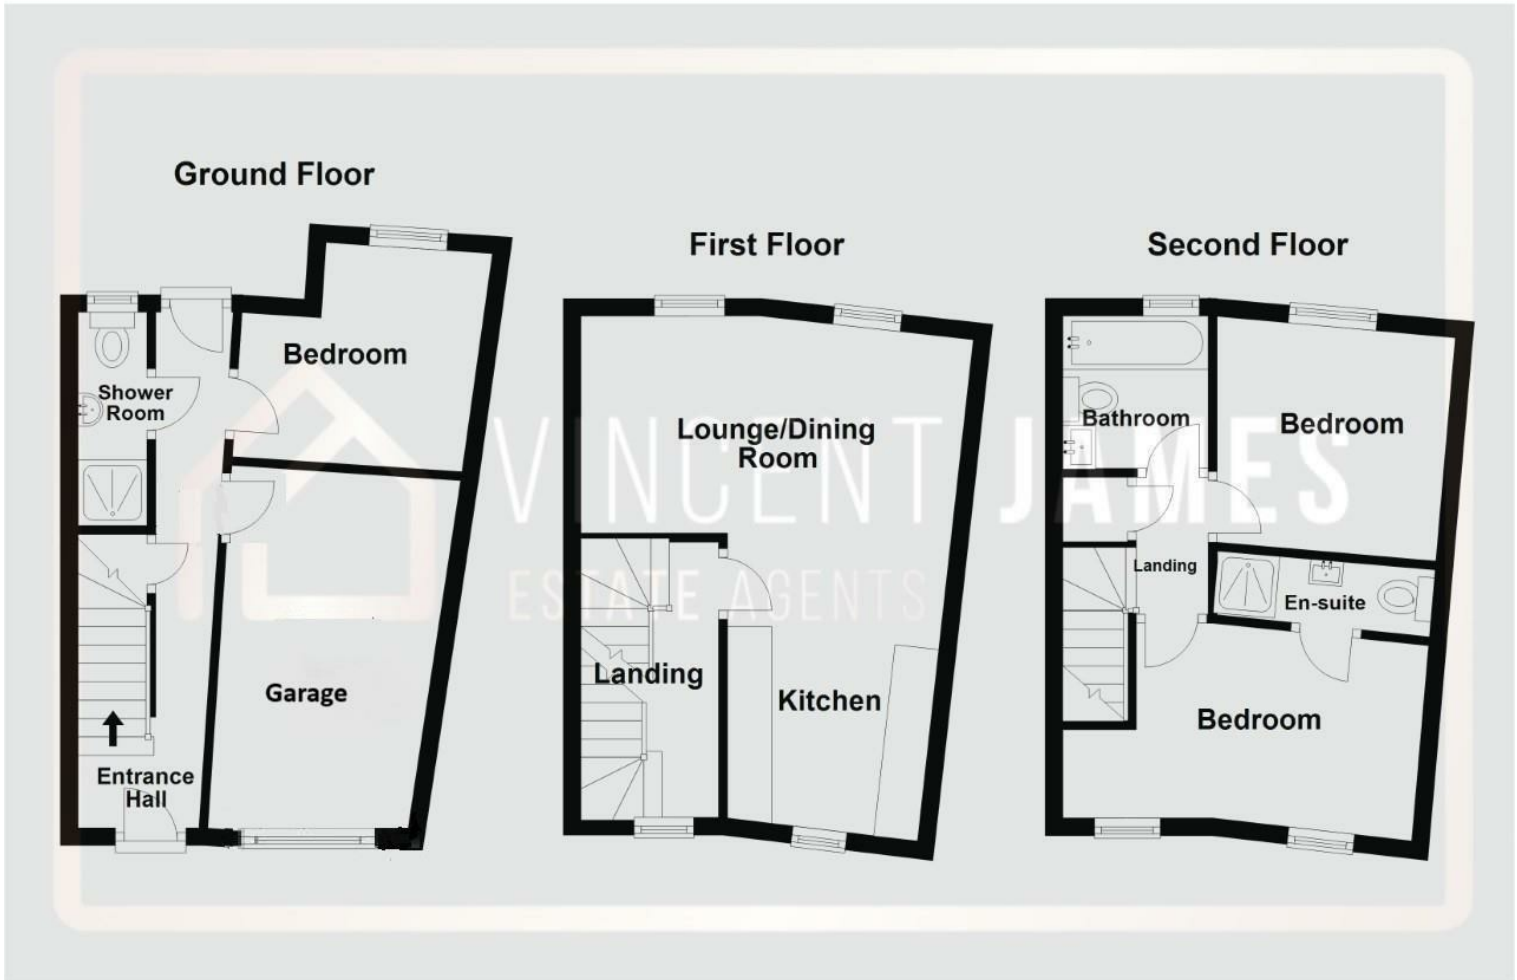 Ground Floor
First Floor
Second Floor
Bedroom
Shower
Room
Garage
Entrance
Hall
Lounge/Dining
Room
Landing
Kitchen
Bathroom
Bedroom
Landing
En-suite
Bedroom
VINCENT JAMES
ESTATE AGENTS